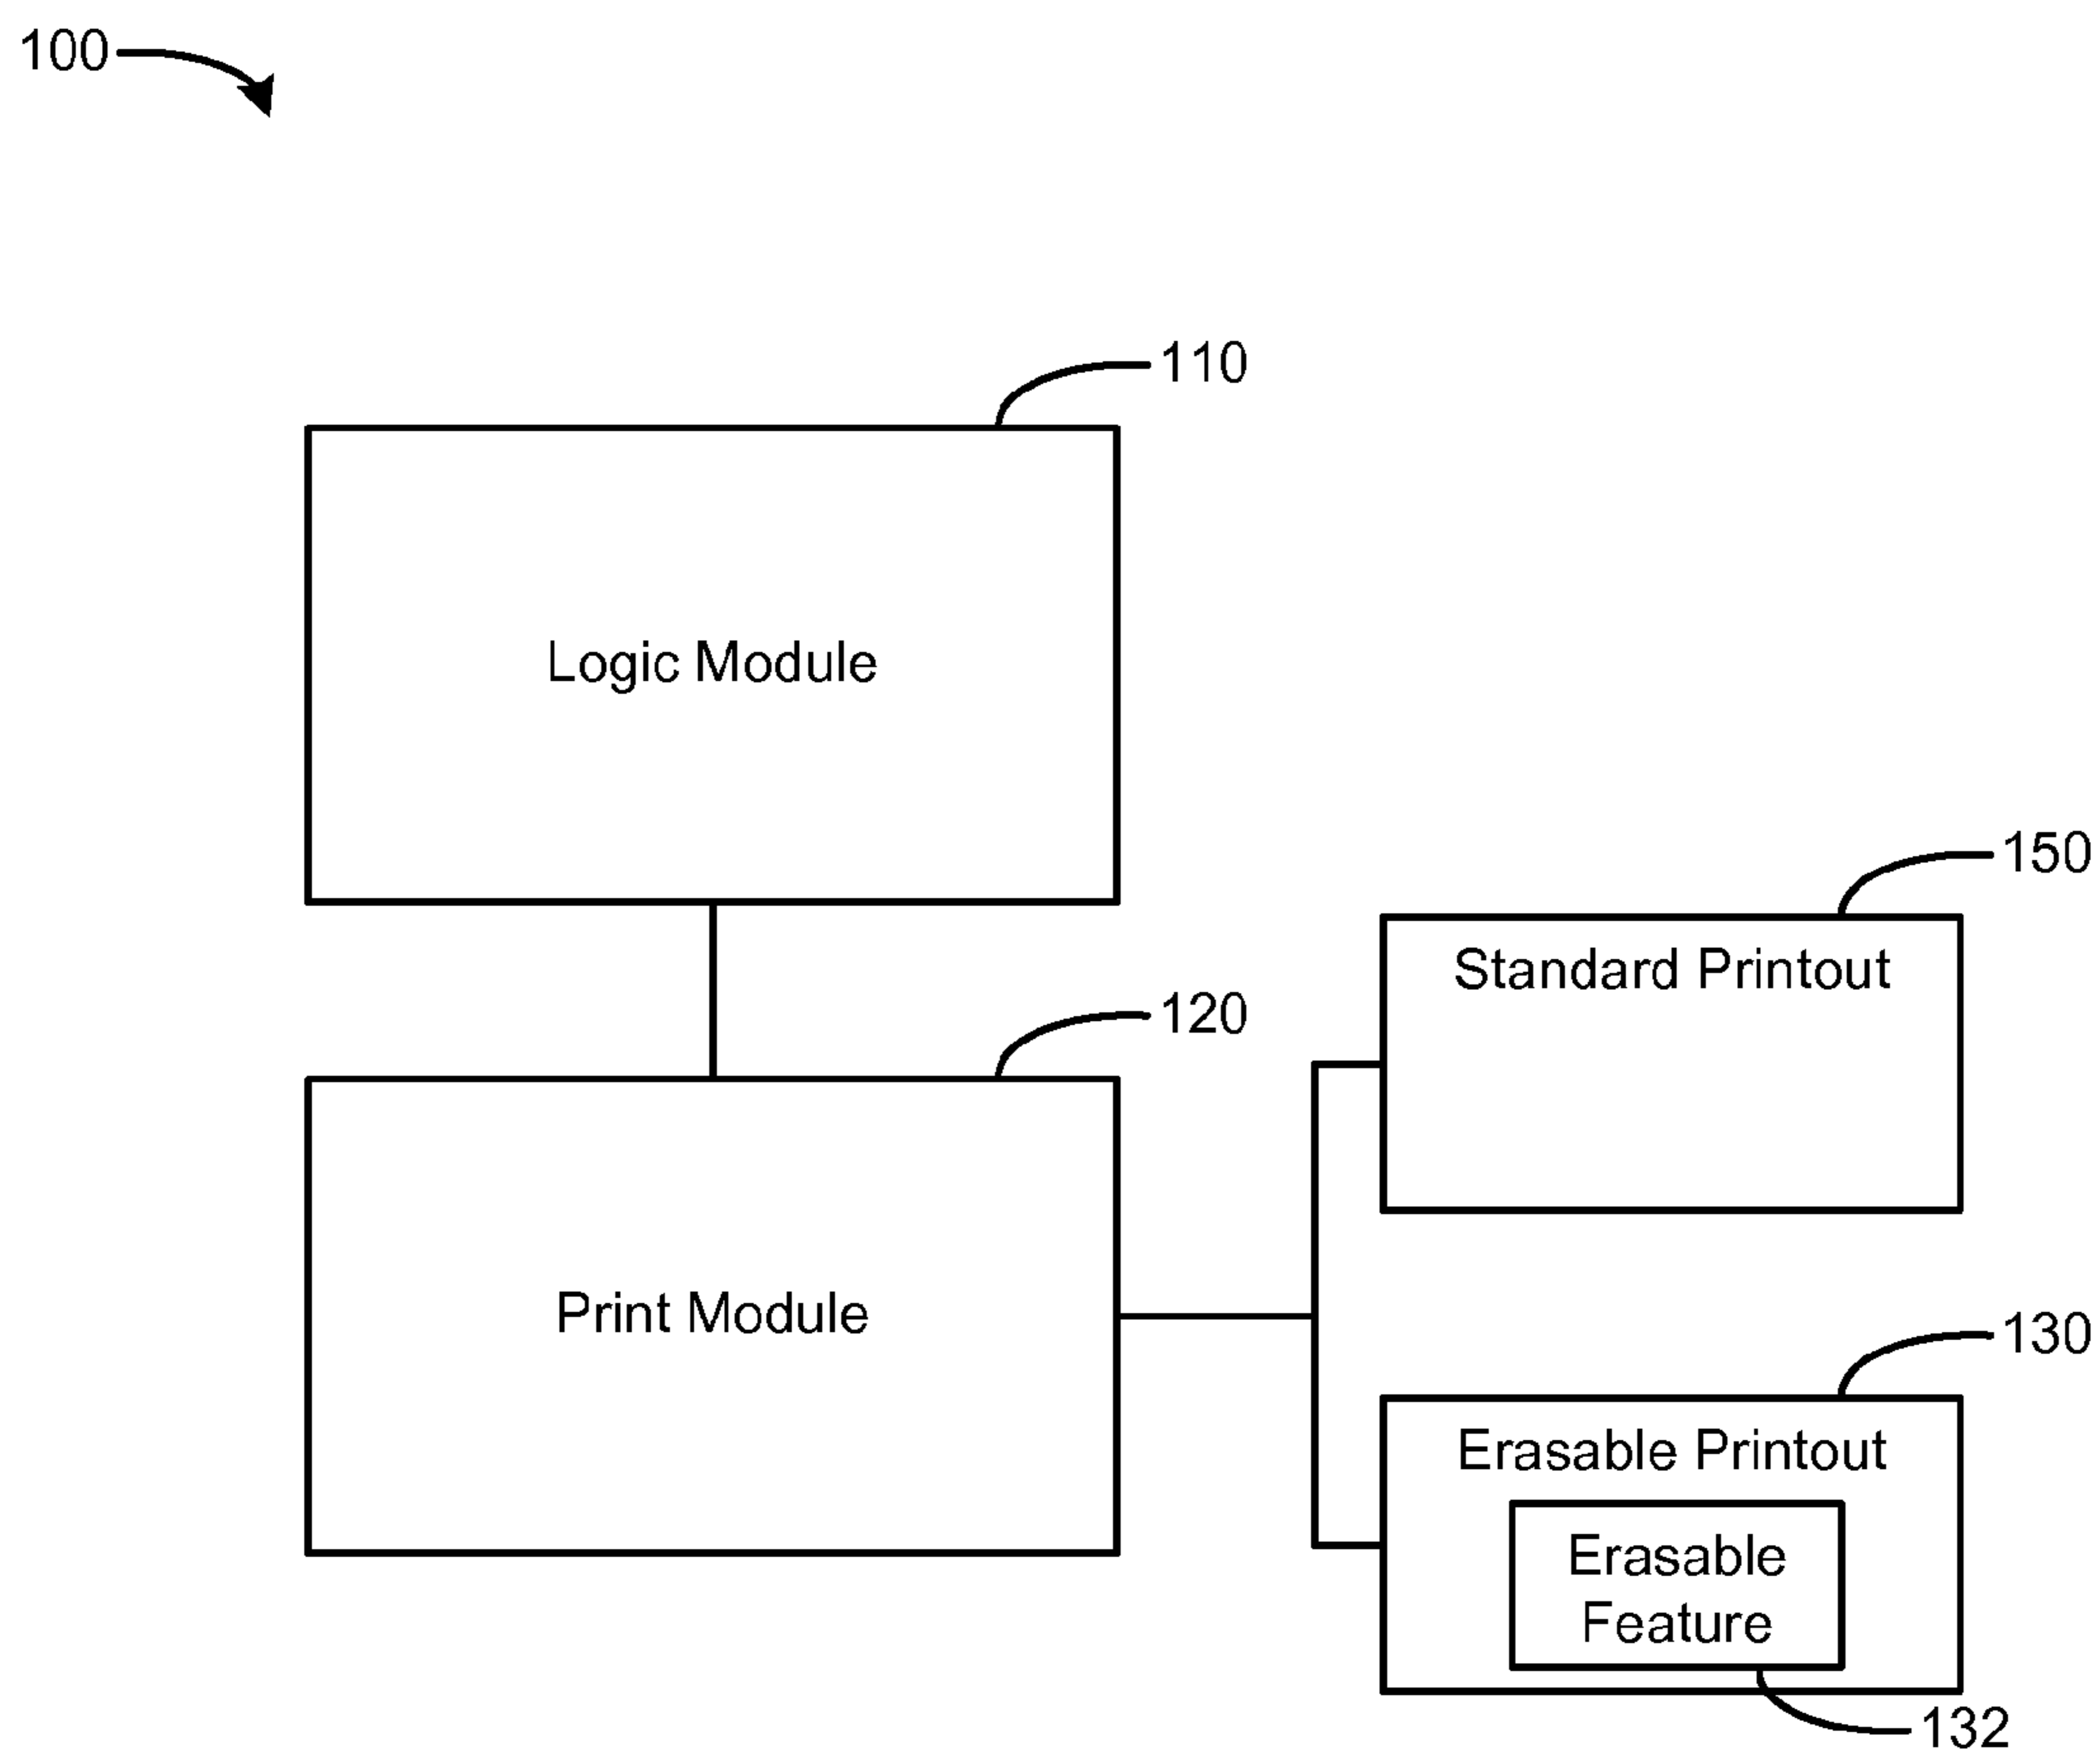 100
110
Logic Module
150
Standard Printout
120
Print Module
130
Erasable Printout
Erasable
Feature
132